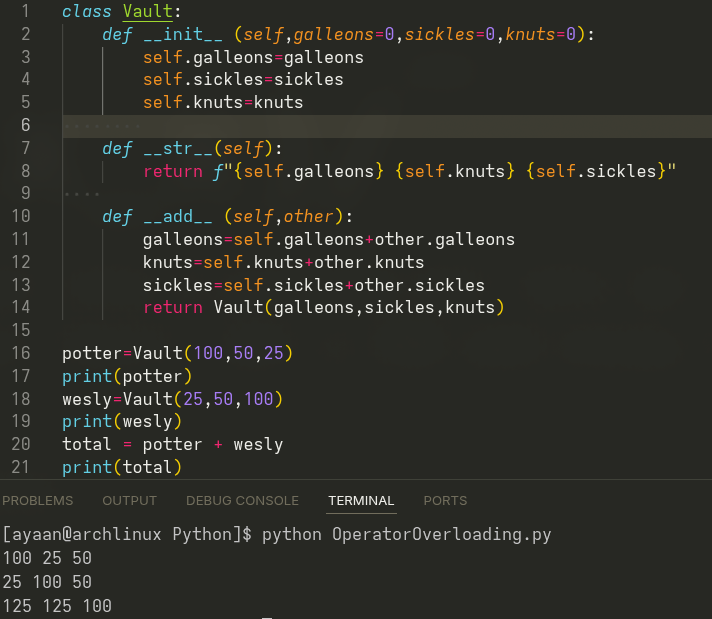 1 class Vault:
2     def __init__ (self,galleons=0,sickles=0,knuts=0):
3         self.galleons=galleons
4         self.sickles=sickles
5         self.knuts=knuts
6
7     def __str__(self):
8         return f"{self.galleons} {self.knuts} {self.sickles}"
9
10     def __add__ (self,other):
11         galleons=self.galleons+other.galleons
12         knuts=self.knuts+other.knuts
13         sickles=self.sickles+other.sickles
14         return Vault(galleons,sickles,knuts)
15
16 potter=Vault(100,50,25)
17 print(potter)
18 wesly=Vault(25,50,100)
19 print(wesly)
20 total = potter + wesly
21 print(total)
PROBLEMS OUTPUT DEBUG CONSOLE TERMINAL PORTS
[ayaan@archlinux Python]$ python OperatorOverloading.py
100 25 50
25 100 50
125 125 100